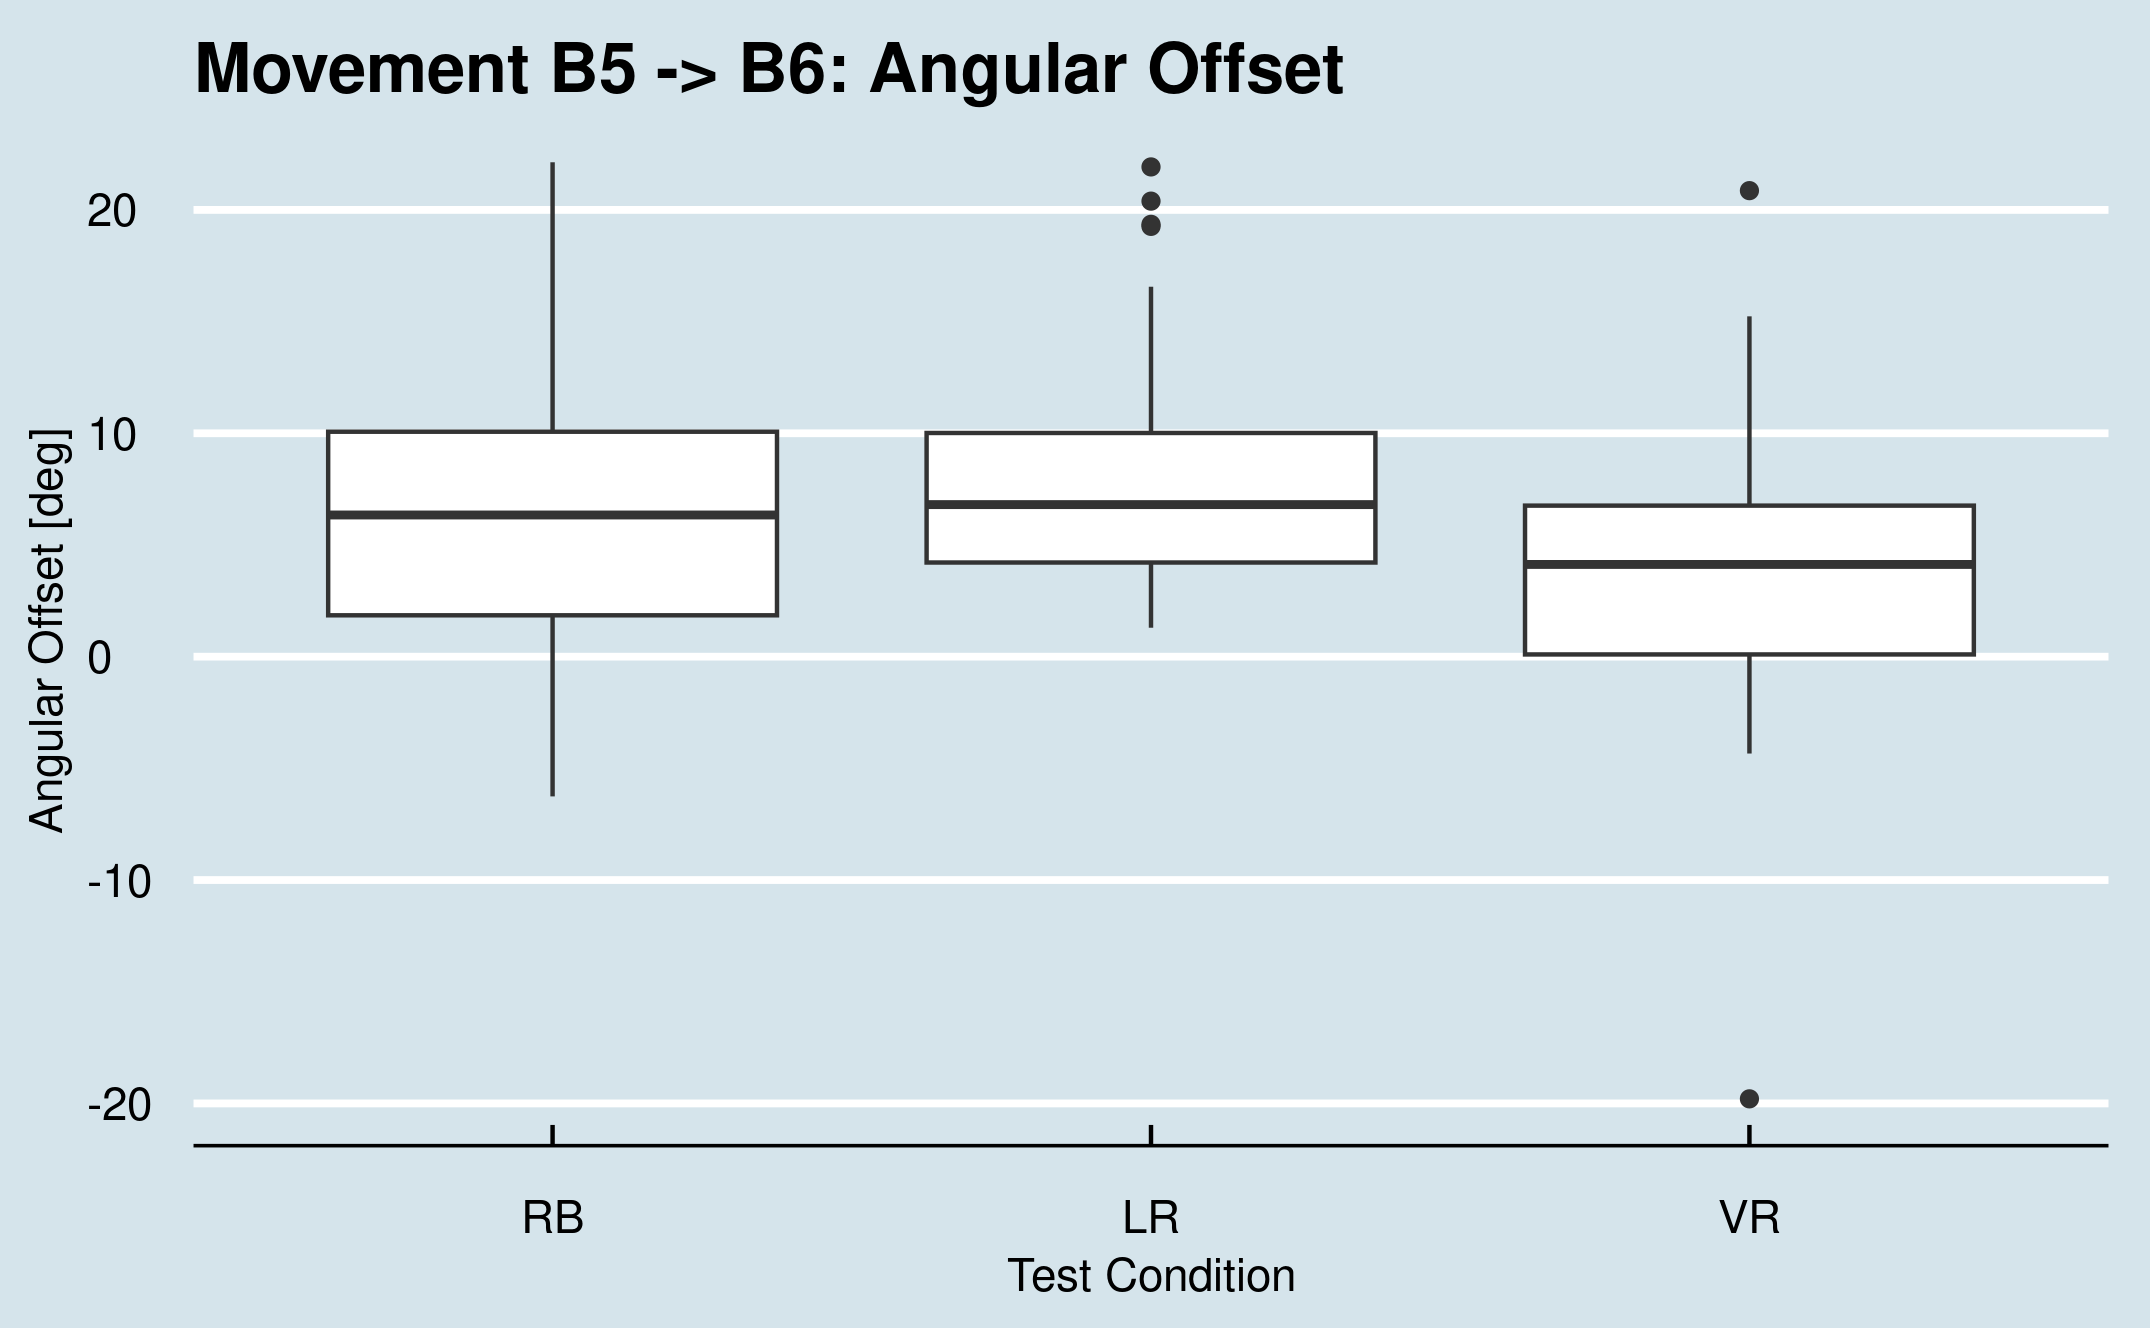 Movement B5 -> B6: Angular Offset
Angular Offset [deg]
20
10
0
-10
-20
RB
LR
VR
Test Condition